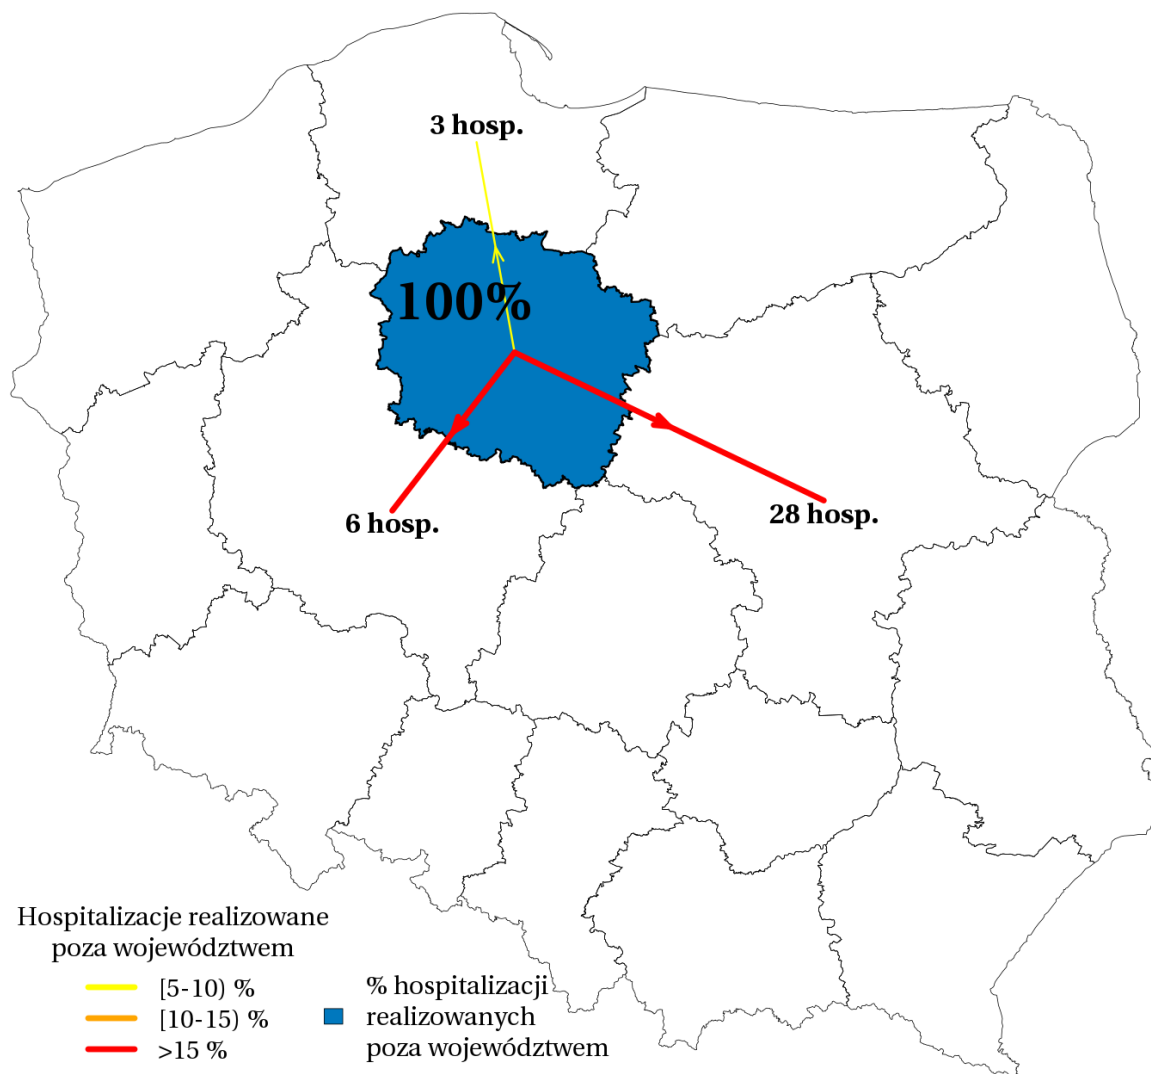 3 hosp.
100%
6 hosp.
28 hosp.
Hospitalizacje realizowane
poza województwem
[5-10) %
[10-15) %
>15 %
% hospitalizacji
realizowanych
poza województwem